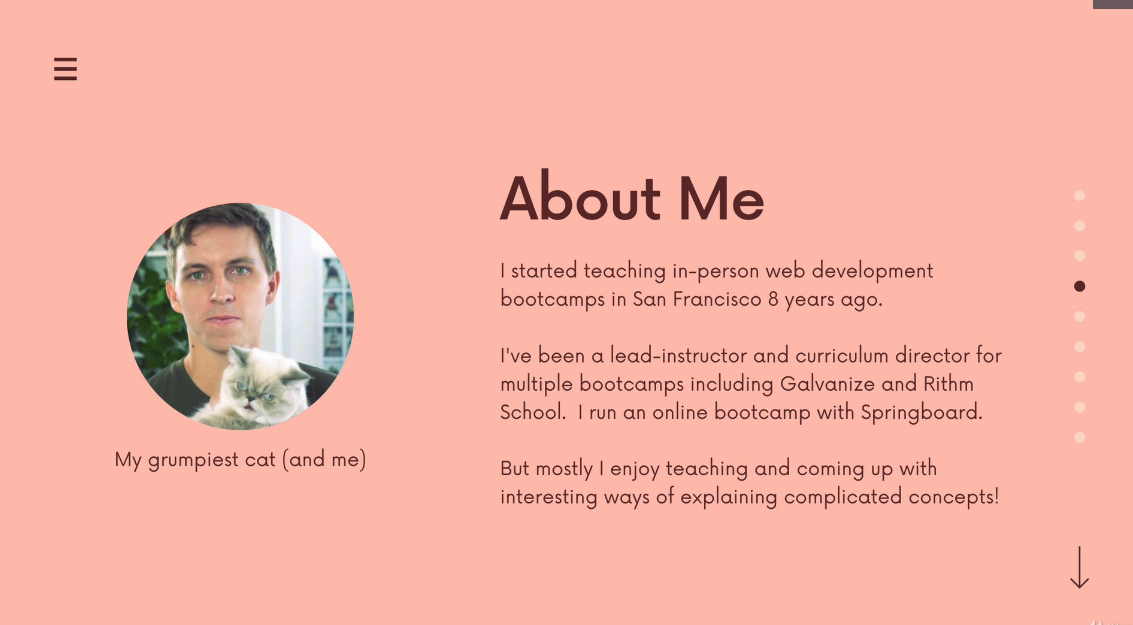 About Me
I started teaching in-person web development
bootcamps in San Francisco 8 years ago.
I've been a lead-instructor and curriculum director for
multiple bootcamps including Galvanize and Rithm
School.  I run an online bootcamp with Springboard.
But mostly I enjoy teaching and coming up with
interesting ways of explaining complicated concepts!
My grumpiest cat (and me)